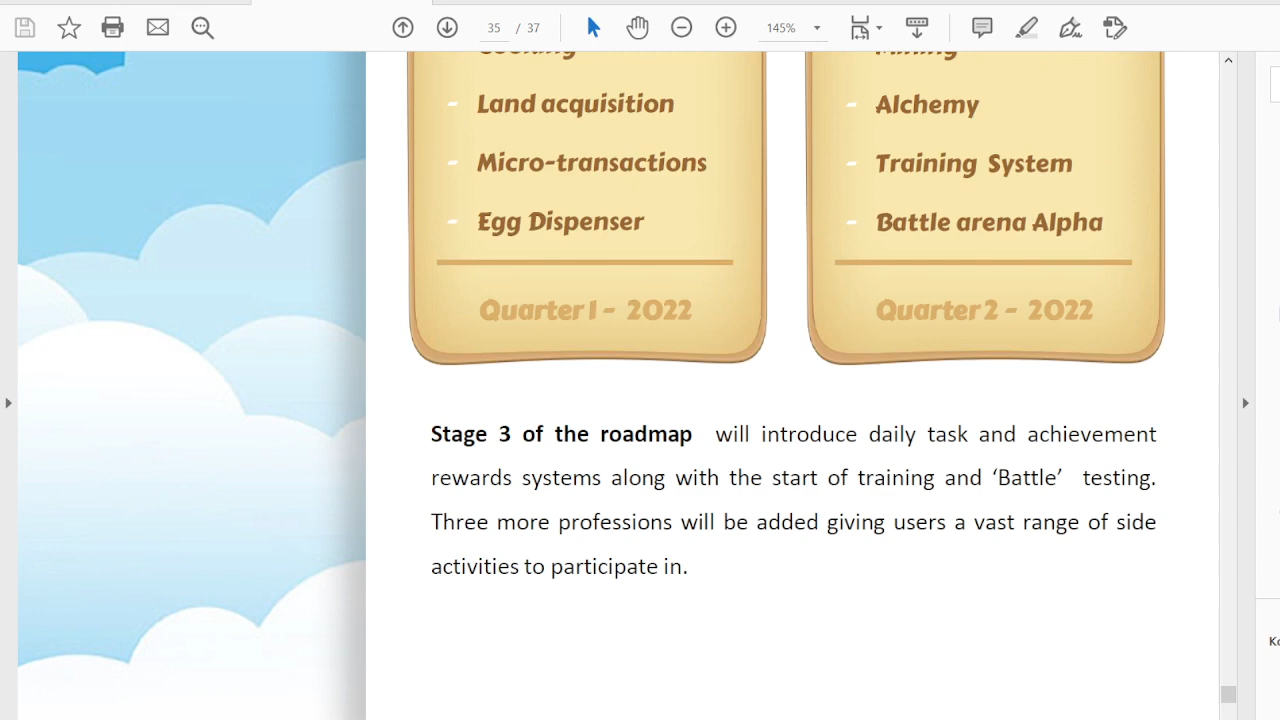 35 / 37
145%
Land acquisition
Micro-transactions
Egg Dispenser
Quarter 1 - 2022
Mining
Alchemy
Training System
Battle arena Alpha
Quarter 2 - 2022
Stage 3 of the roadmap will introduce daily task and achievement
rewards systems along with the start of training and ‘Battle’ testing.
Three more professions will be added giving users a vast range of side
activities to participate in.